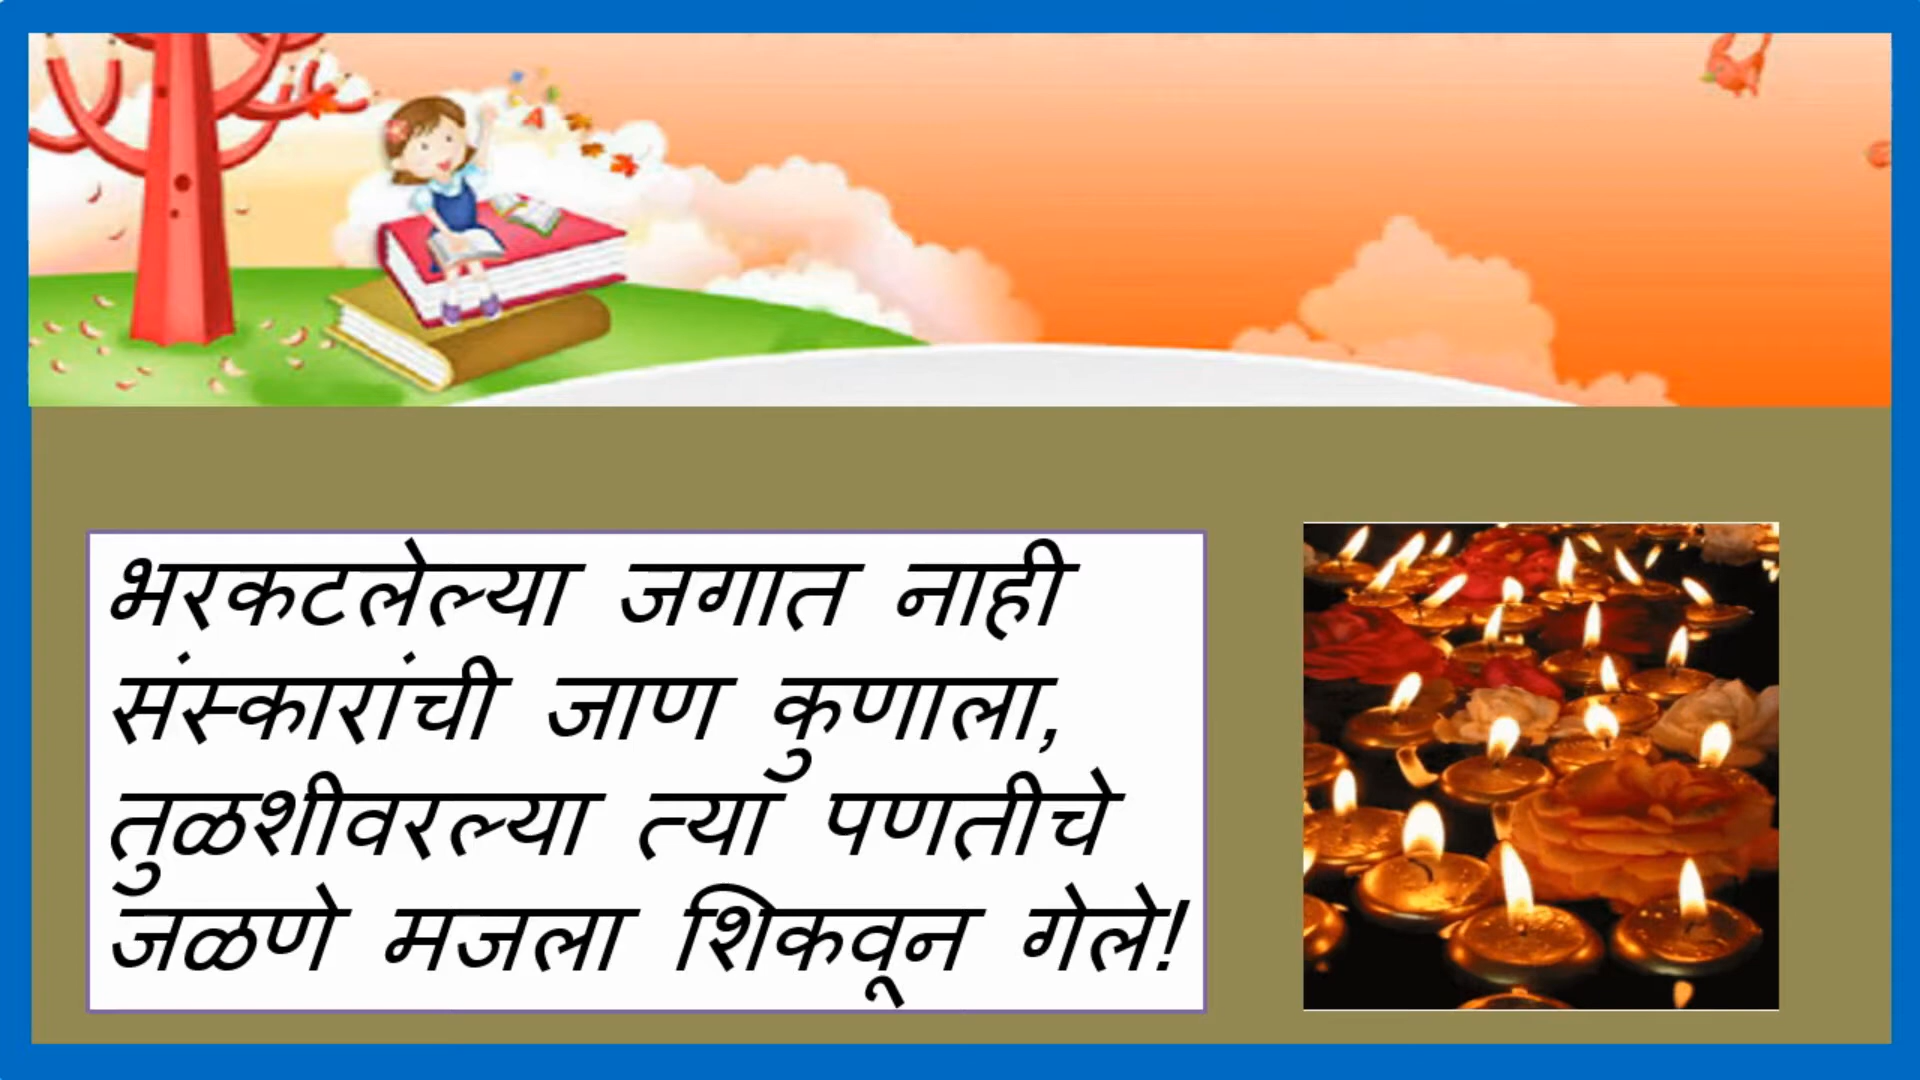 भरकटलेल्या जगात नाही
संस्कारांची जाण कुणाला,
तुळशीवरल्या त्या पणतीचे
जळणे मजला शिकवून गेले!